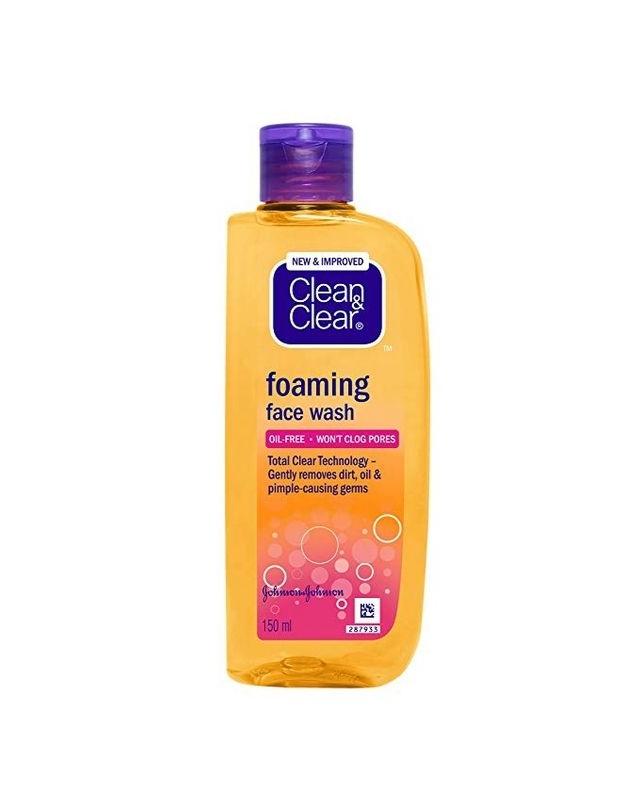 NEW & IMPROVED
Clean &
Clear®
TM
foaming
face wash
OIL-FREE • WON'T CLOG PORES
Total Clear Technology –
Gently removes dirt, oil &
pimple-causing germs
Johnson & Johnson
150 ml
287933